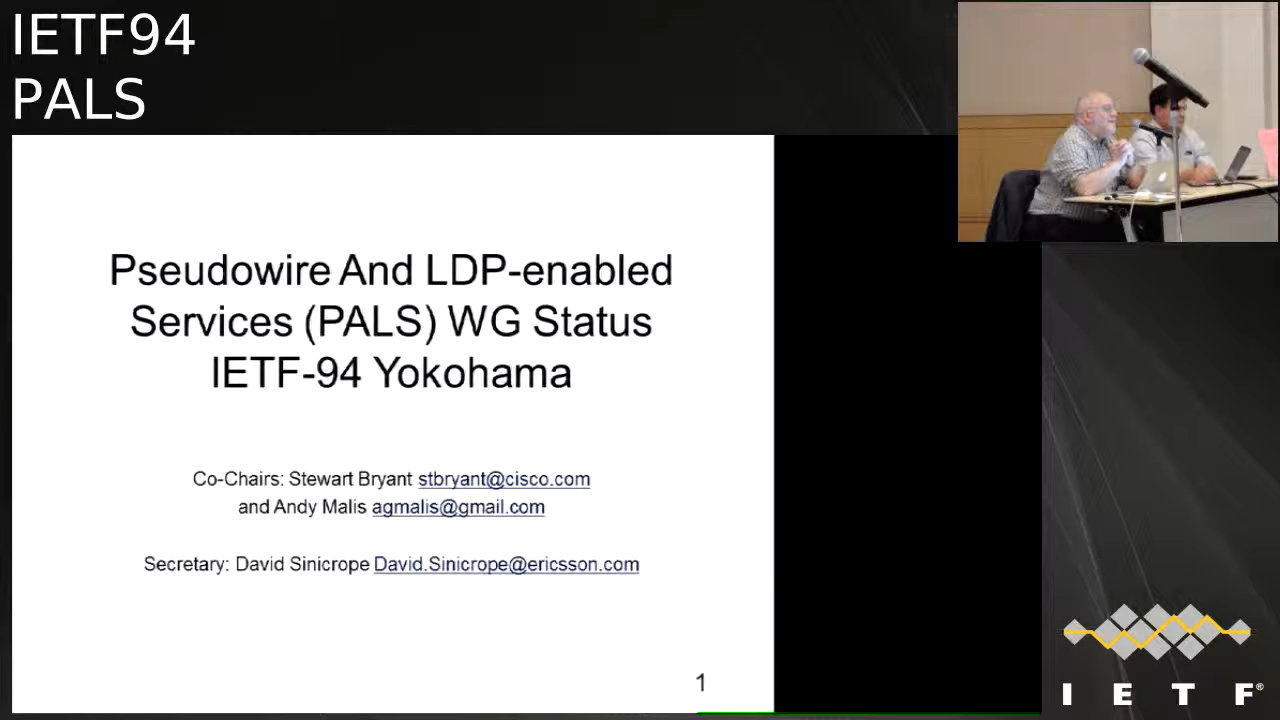 IETF94
PALS
Pseudowire And LDP-enabled
Services (PALS) WG Status
IETF-94 Yokohama
Co-Chairs: Stewart Bryant stbryant@cisco.com
and Andy Malis agmalis@gmail.com
Secretary: David Sinicrope David.Sinicrope@ericsson.com
1
I E T F®